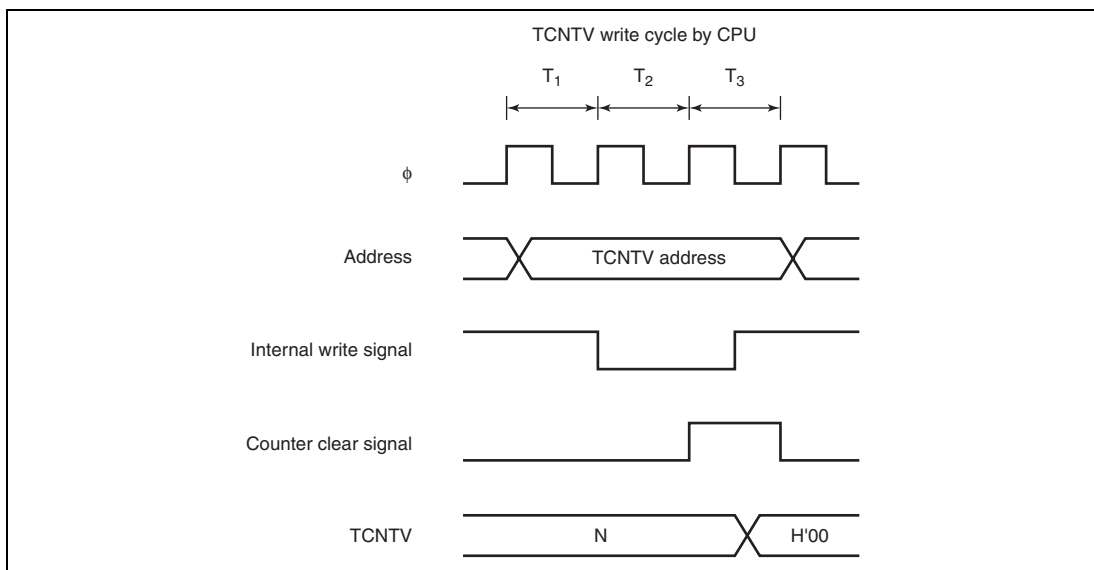 TCNTV write cycle by CPU
T1 T2 T3
ϕ
Address TCNTV address
Internal write signal
Counter clear signal
TCNTV N H'00